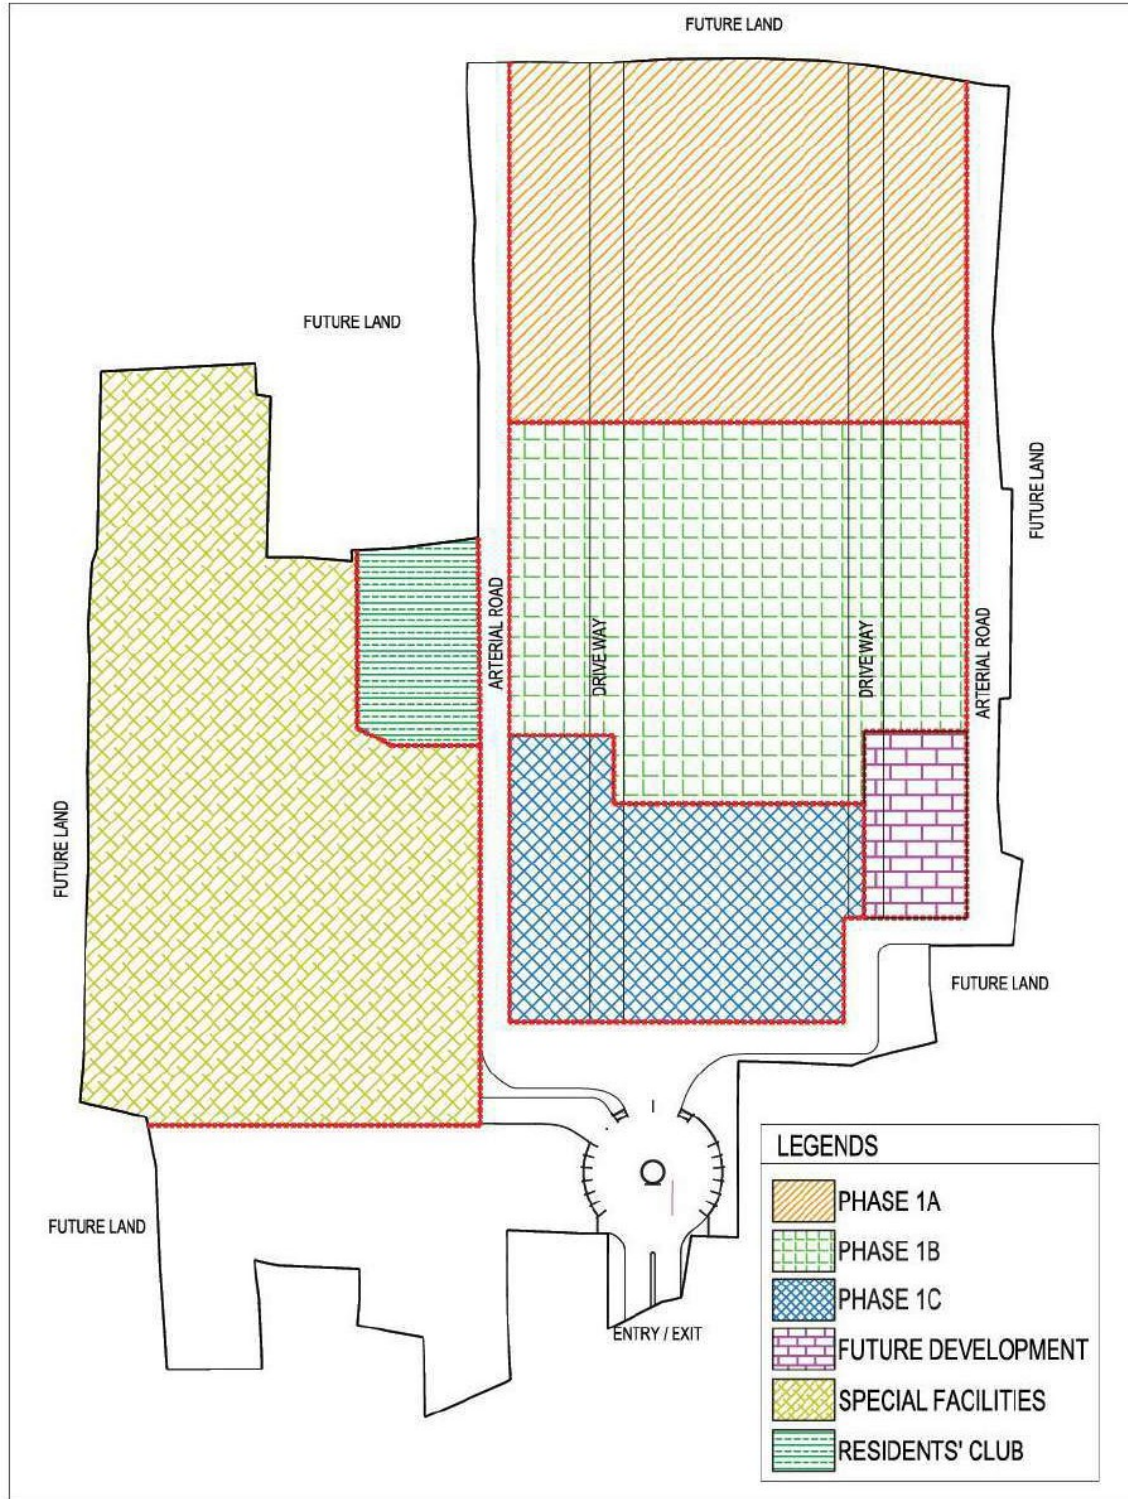 FUTURE LAND
FUTURE LAND
FUTURE LAND
ARTERIAL ROAD
DRIVE WAY
DRIVE WAY
ARTERIAL ROAD
FUTURE LAND
FUTURE LAND
FUTURE LAND
ENTRY / EXIT
LEGENDS
PHASE 1A
PHASE 1B
PHASE 1C
FUTURE DEVELOPMENT
SPECIAL FACILITIES
RESIDENTS' CLUB